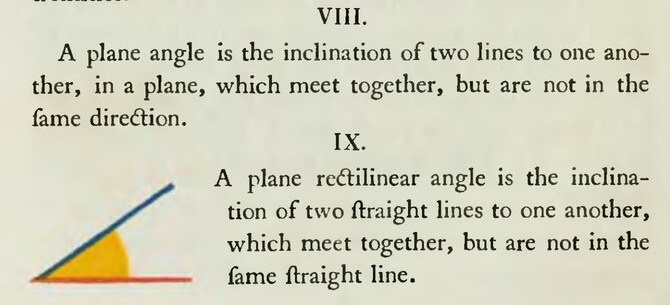 VIII.
A plane angle is the inclination of two lines to one ano-
ther, in a plane, which meet together, but are not in the
ſame direction.
IX.
A plane rectilinear angle is the inclina-
tion of two ſtraight lines to one another,
which meet together, but are not in the
ſame ſtraight line.